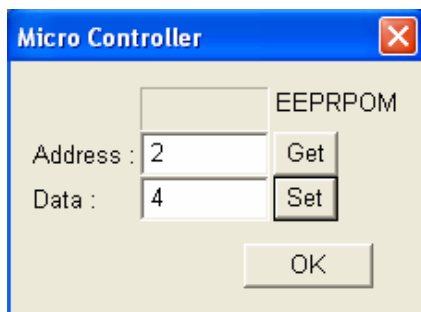 Micro Controller
EEPRPOM
Address : 2 Get
Data : 4 Set
OK